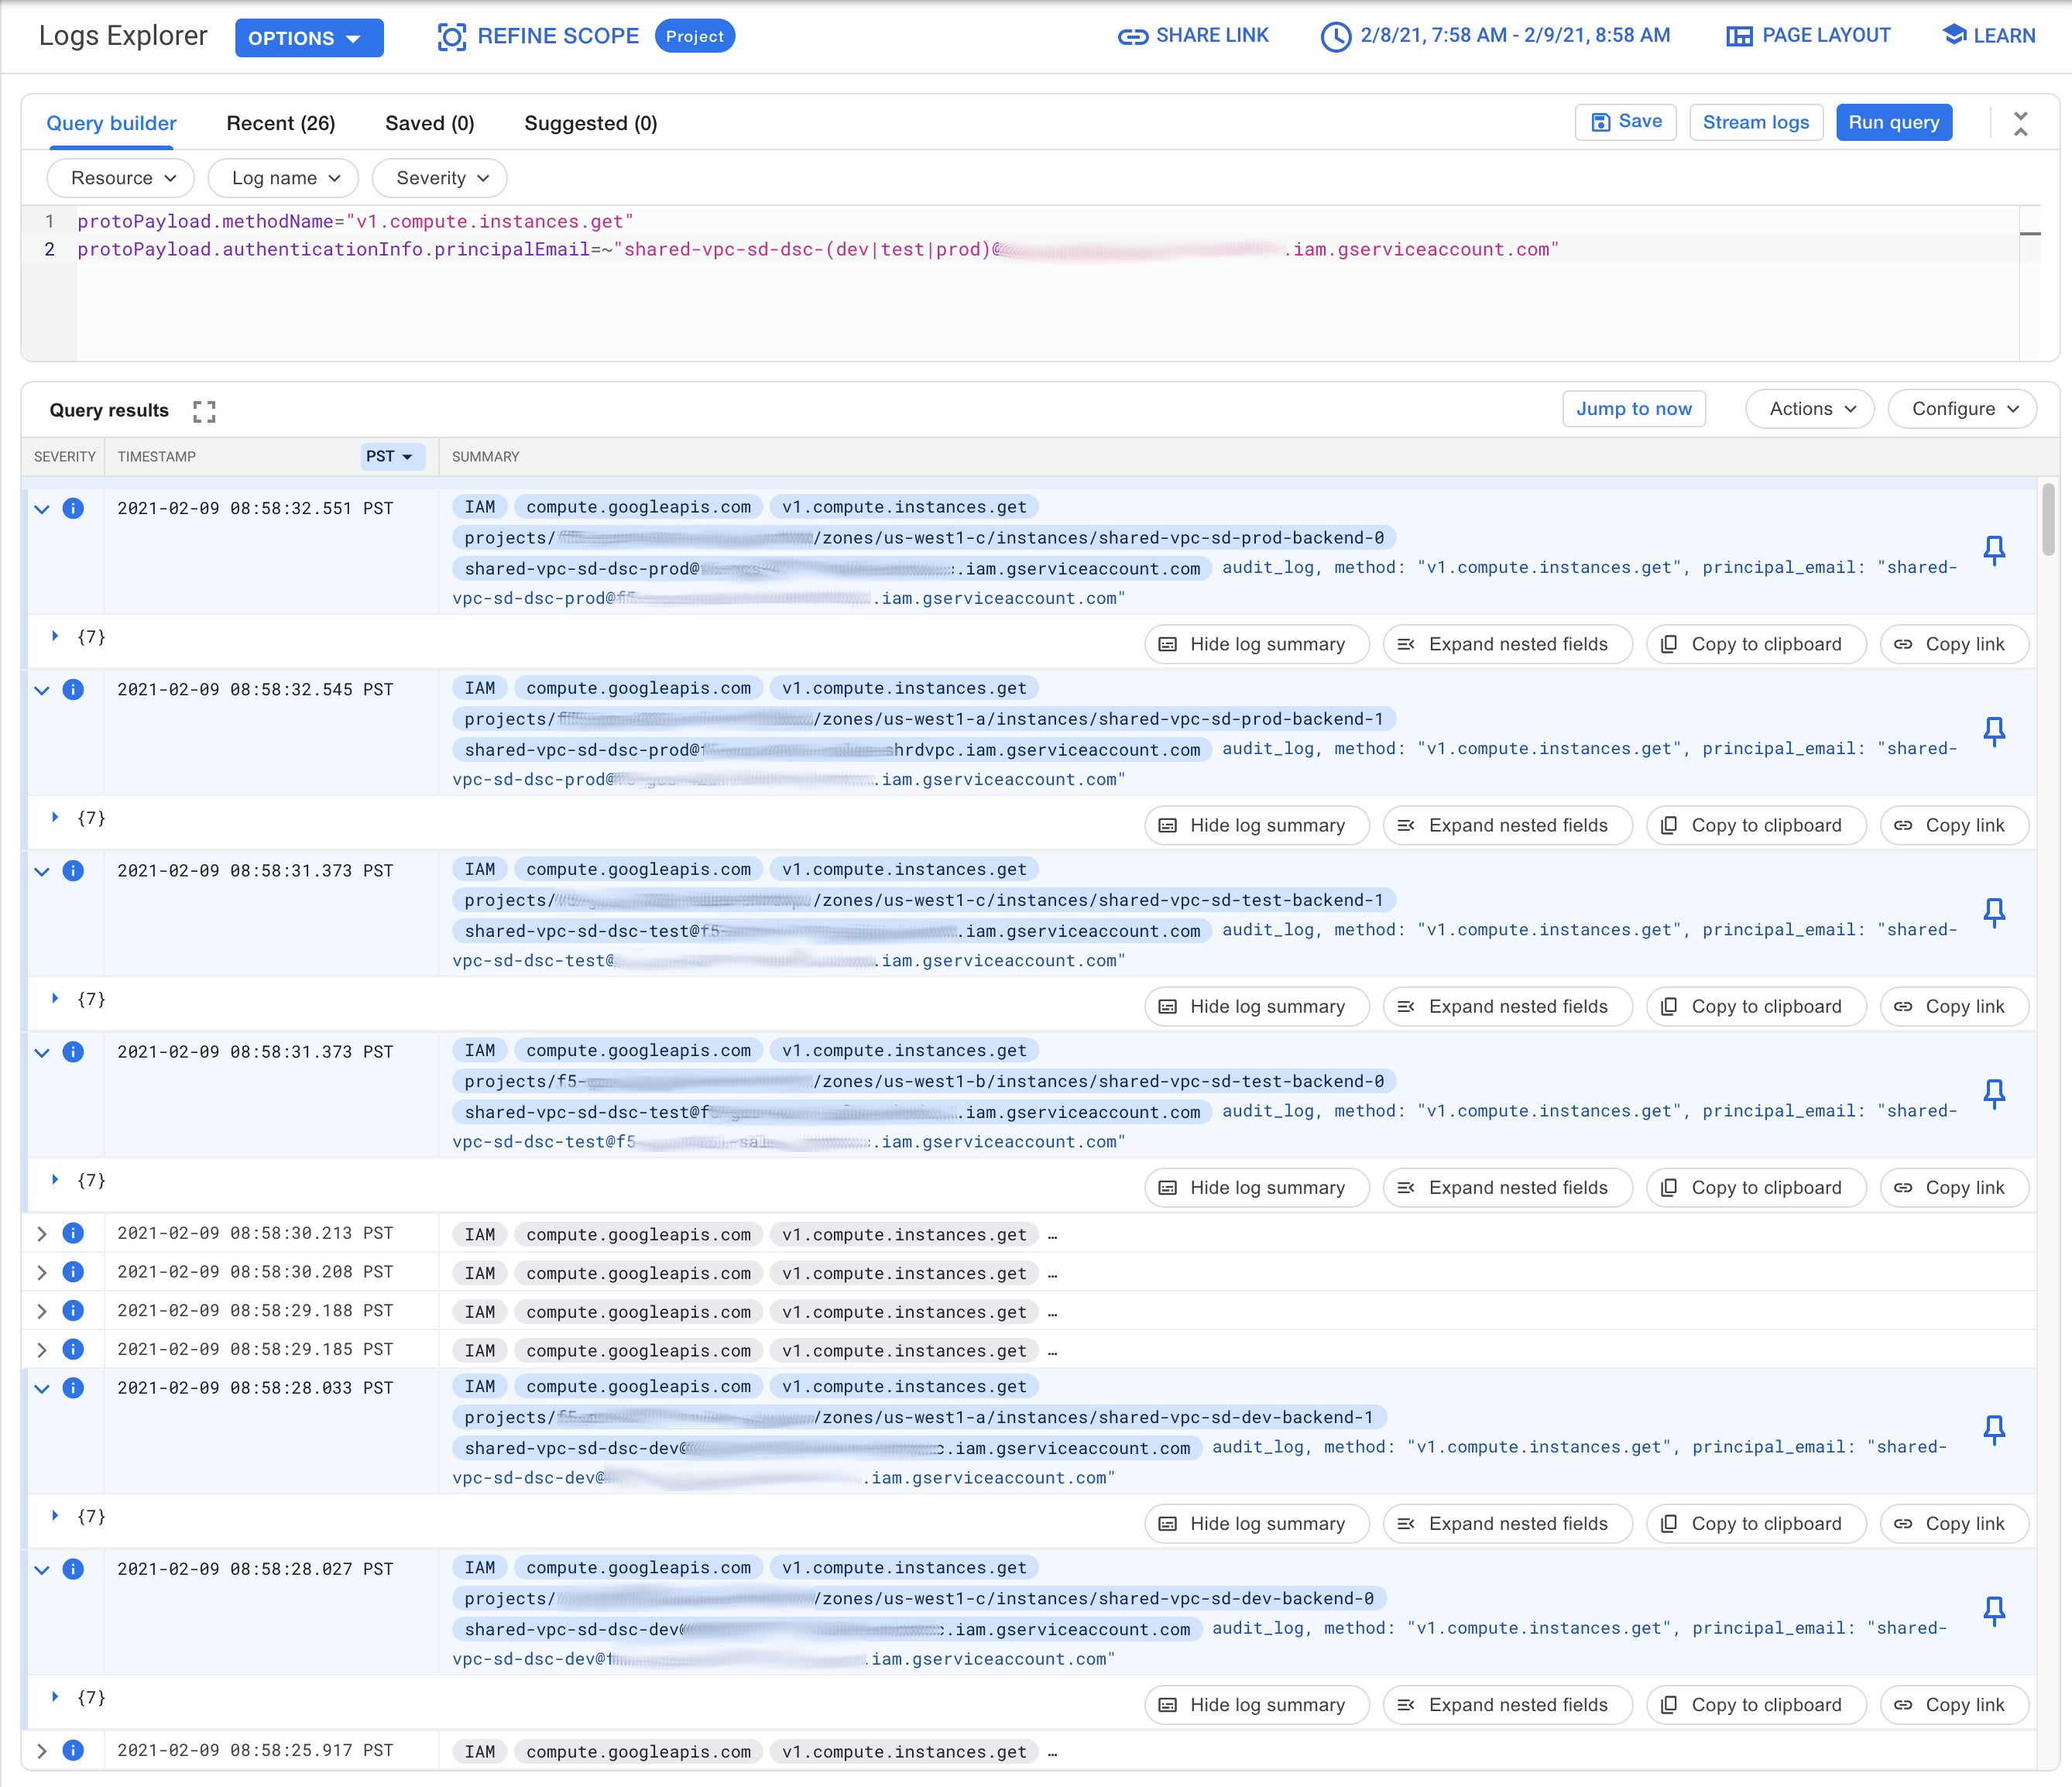 Logs Explorer OPTIONS REFINE SCOPE Project SHARE LINK 2/8/21, 7:58 AM - 2/9/21, 8:58 AM PAGE LAYOUT LEARN
Query builder Recent (26) Saved (0) Suggested (0) Save Stream logs Run query
Resource Log name Severity
1 protoPayload.methodName="v1.compute.instances.get"
2 protoPayload.authenticationInfo.principalEmail=~"shared-vpc-sd-dsc-(dev|test|prod)@ .iam.gserviceaccount.com"
Query results Jump to now Actions Configure
SEVERITY TIMESTAMP PST SUMMARY
2021-02-09 08:58:32.551 PST IAM compute.googleapis.com v1.compute.instances.get
projects/ /zones/us-west1-c/instances/shared-vpc-sd-prod-backend-0
shared-vpc-sd-dsc-prod@ .iam.gserviceaccount.com audit_log, method: "v1.compute.instances.get", principal_email: "shared-
vpc-sd-dsc-prod@ .iam.gserviceaccount.com"
{7} Hide log summary Expand nested fields Copy to clipboard Copy link
2021-02-09 08:58:32.545 PST IAM compute.googleapis.com v1.compute.instances.get
projects/ /zones/us-west1-a/instances/shared-vpc-sd-prod-backend-1
shared-vpc-sd-dsc-prod@ shrdvpc.iam.gserviceaccount.com audit_log, method: "v1.compute.instances.get", principal_email: "shared-
vpc-sd-dsc-prod@ .iam.gserviceaccount.com"
{7} Hide log summary Expand nested fields Copy to clipboard Copy link
2021-02-09 08:58:31.373 PST IAM compute.googleapis.com v1.compute.instances.get
projects/ /zones/us-west1-c/instances/shared-vpc-sd-test-backend-1
shared-vpc-sd-dsc-test@f5- .iam.gserviceaccount.com audit_log, method: "v1.compute.instances.get", principal_email: "shared-
vpc-sd-dsc-test@ .iam.gserviceaccount.com"
{7} Hide log summary Expand nested fields Copy to clipboard Copy link
2021-02-09 08:58:31.373 PST IAM compute.googleapis.com v1.compute.instances.get
projects/f5- /zones/us-west1-b/instances/shared-vpc-sd-test-backend-0
shared-vpc-sd-dsc-test@ .iam.gserviceaccount.com audit_log, method: "v1.compute.instances.get", principal_email: "shared-
vpc-sd-dsc-test@f5 .iam.gserviceaccount.com"
{7} Hide log summary Expand nested fields Copy to clipboard Copy link
2021-02-09 08:58:30.213 PST IAM compute.googleapis.com v1.compute.instances.get …
2021-02-09 08:58:30.208 PST IAM compute.googleapis.com v1.compute.instances.get …
2021-02-09 08:58:29.188 PST IAM compute.googleapis.com v1.compute.instances.get …
2021-02-09 08:58:29.185 PST IAM compute.googleapis.com v1.compute.instances.get …
2021-02-09 08:58:28.033 PST IAM compute.googleapis.com v1.compute.instances.get
projects/ /zones/us-west1-a/instances/shared-vpc-sd-dev-backend-1
shared-vpc-sd-dsc-dev@ c.iam.gserviceaccount.com audit_log, method: "v1.compute.instances.get", principal_email: "shared-
vpc-sd-dsc-dev@ .iam.gserviceaccount.com"
{7} Hide log summary Expand nested fields Copy to clipboard Copy link
2021-02-09 08:58:28.027 PST IAM compute.googleapis.com v1.compute.instances.get
projects/ /zones/us-west1-c/instances/shared-vpc-sd-dev-backend-0
shared-vpc-sd-dsc-dev .iam.gserviceaccount.com audit_log, method: "v1.compute.instances.get", principal_email: "shared-
vpc-sd-dsc-dev@ .iam.gserviceaccount.com"
{7} Hide log summary Expand nested fields Copy to clipboard Copy link
2021-02-09 08:58:25.917 PST IAM compute.googleapis.com v1.compute.instances.get …